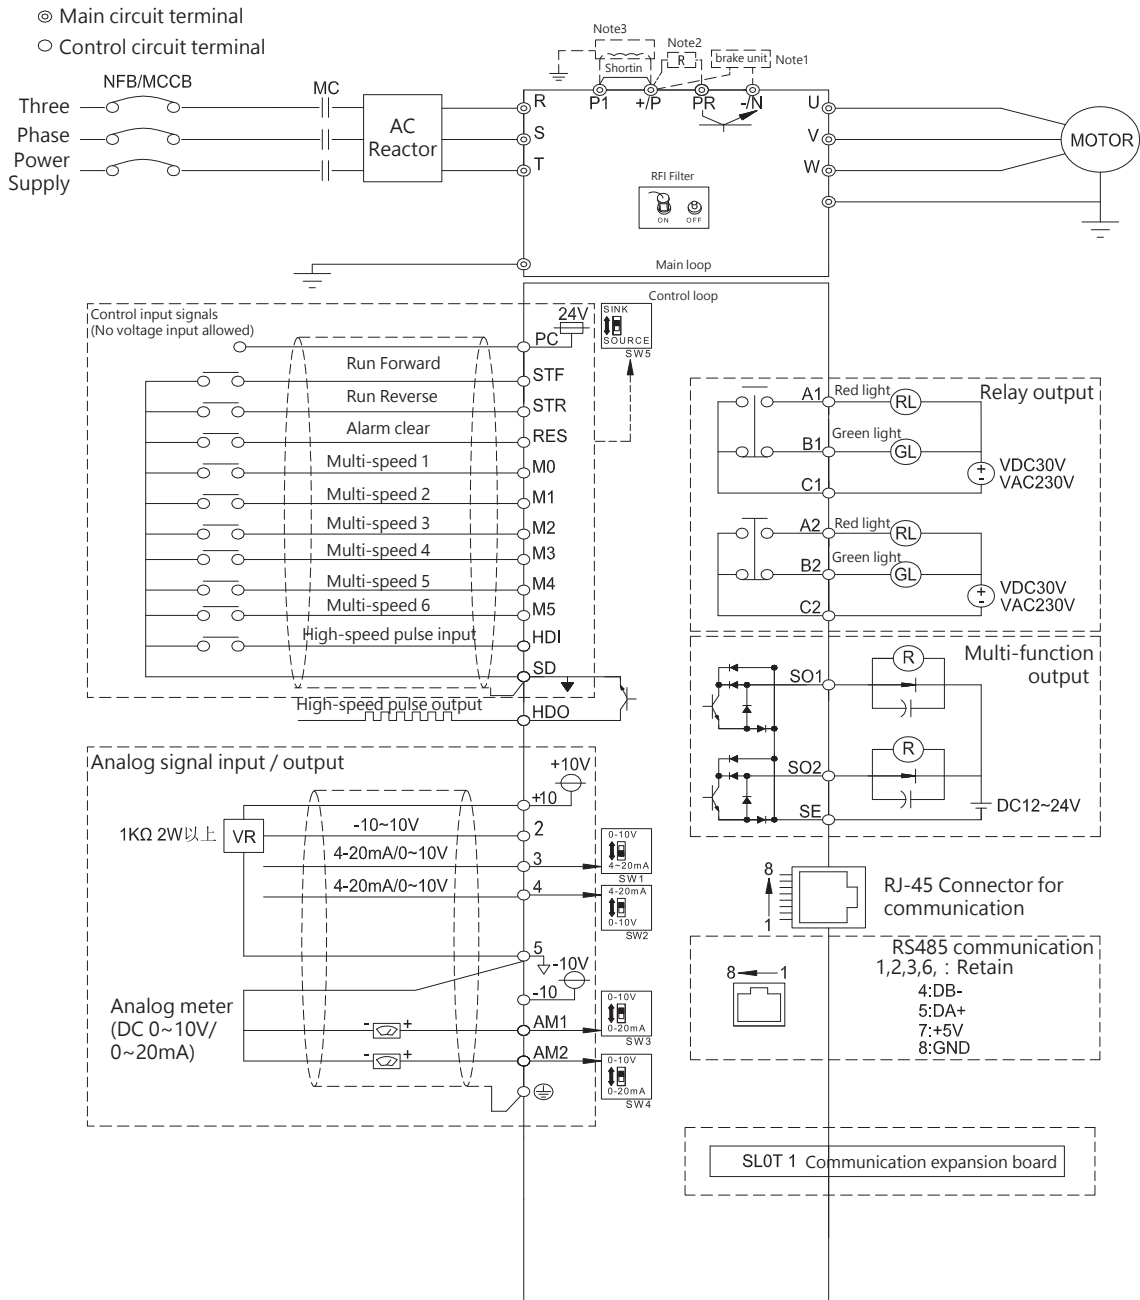 Main circuit terminal
Control circuit terminal
Note3
Note2
Note1
R
brake unit
Shortin
P1
+/P
PR
-/N
NFB/MCCB
MC
Three
Phase
Power
Supply
AC
Reactor
R
S
T
U
V
W
MOTOR
RFI Filter
ON
OFF
Main loop
Control loop
Control input signals
(No voltage input allowed)
24V
PC
SINK
SOURCE
SW5
Run Forward
STF
Run Reverse
STR
Alarm clear
RES
Multi-speed 1
M0
Multi-speed 2
M1
Multi-speed 3
M2
Multi-speed 4
M3
Multi-speed 5
M4
Multi-speed 6
M5
High-speed pulse input
HDI
SD
High-speed pulse output
HDO
Relay output
A1
Red light
RL
B1
Green light
GL
C1
+
-
VDC30V
VAC230V
A2
Red light
RL
B2
Green light
GL
C2
+
-
VDC30V
VAC230V
Multi-function
output
SO1
R
SO2
R
SE
DC12~24V
Analog signal input / output
+10V
+10
1KΩ 2W以上
VR
-10~10V
2
4-20mA/0~10V
3
0-10V
4~20mA
SW1
4-20mA/0~10V
4
4-20mA
0-10V
SW2
5
-10V
-10
Analog meter
(DC 0~10V/
0~20mA)
- +
AM1
0-10V
0-20mA
SW3
- +
AM2
0-10V
0-20mA
SW4
8
1
RJ-45 Connector for
communication
RS485 communication
8
1
1,2,3,6, : Retain
4:DB-
5:DA+
7:+5V
8:GND
SL0T 1 Communication expansion board